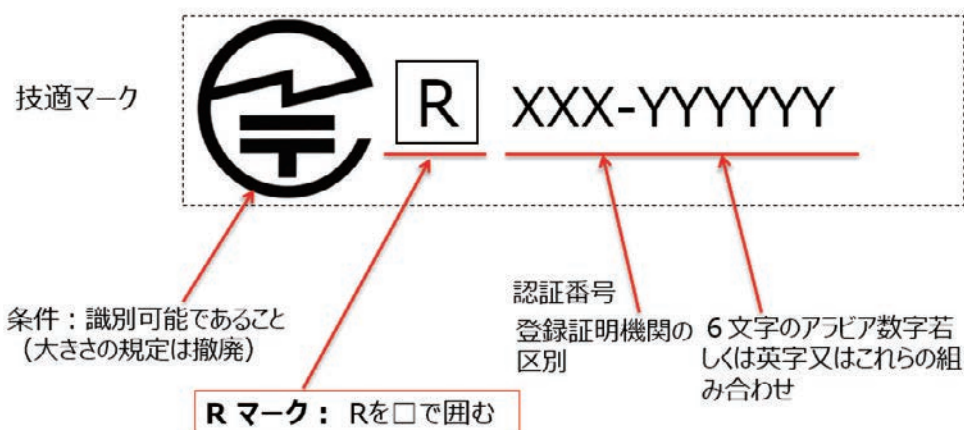 技適マーク
R XXX-YYYYYY
条件：識別可能であること
（大きさの規定は撤廃）
認証番号
登録証明機関の
区別
６文字のアラビア数字若
しくは英字又はこれらの組
み合わせ
R マーク： Rを□で囲む